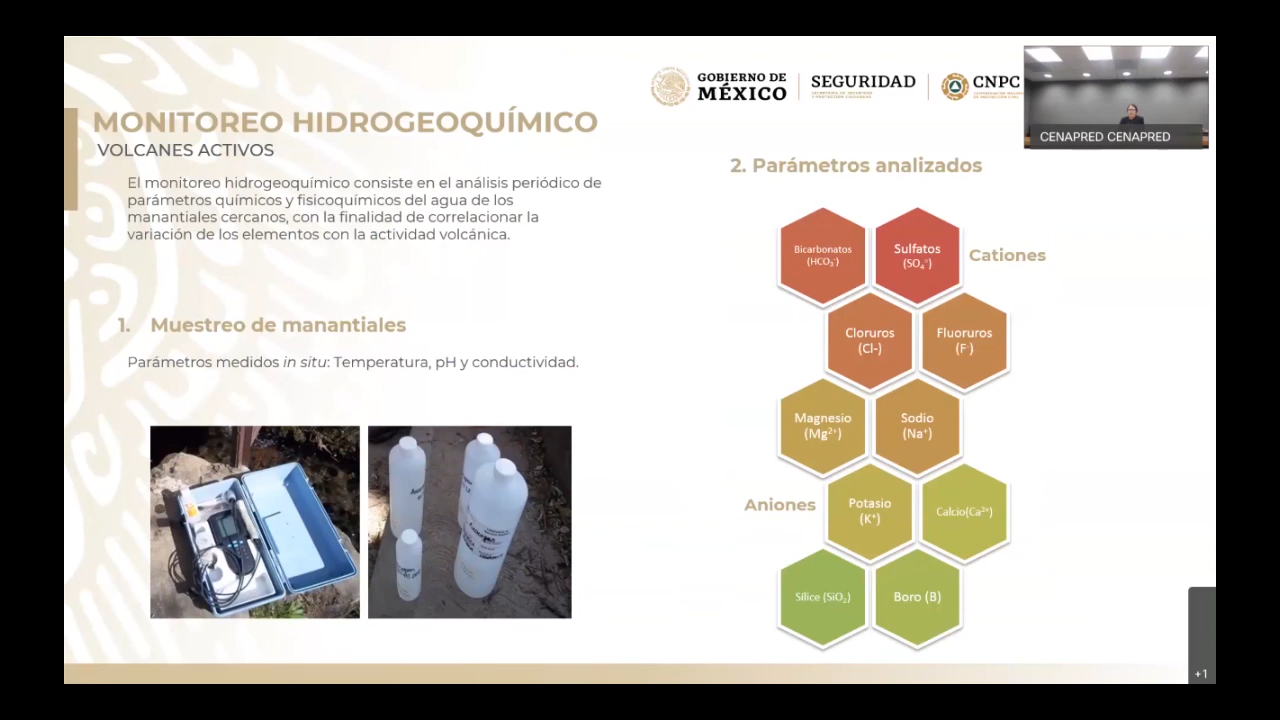 GOBIERNO DE
MÉXICO
SEGURIDAD
CNPC
CENAPRED CENAPRED
MONITOREO HIDROGEOQUÍMICO
VOLCANES ACTIVOS
El monitoreo hidrogeoquímico consiste en el análisis periódico de
parámetros químicos y fisicoquímicos del agua de los
manantiales cercanos, con la finalidad de correlacionar la
variación de los elementos con la actividad volcánica.
1. Muestreo de manantiales
Parámetros medidos in situ: Temperatura, pH y conductividad.
2. Parámetros analizados
Bicarbonatos
(HCO₃⁻)
Sulfatos
(SO₄⁼)
Cationes
Cloruros
(Cl-)
Fluoruros
(F⁻)
Magnesio
(Mg²⁺)
Sodio
(Na⁺)
Aniones
Potasio
(K⁺)
Calcio(Ca²⁺)
Sílice (SiO₂)
Boro (B)
+1